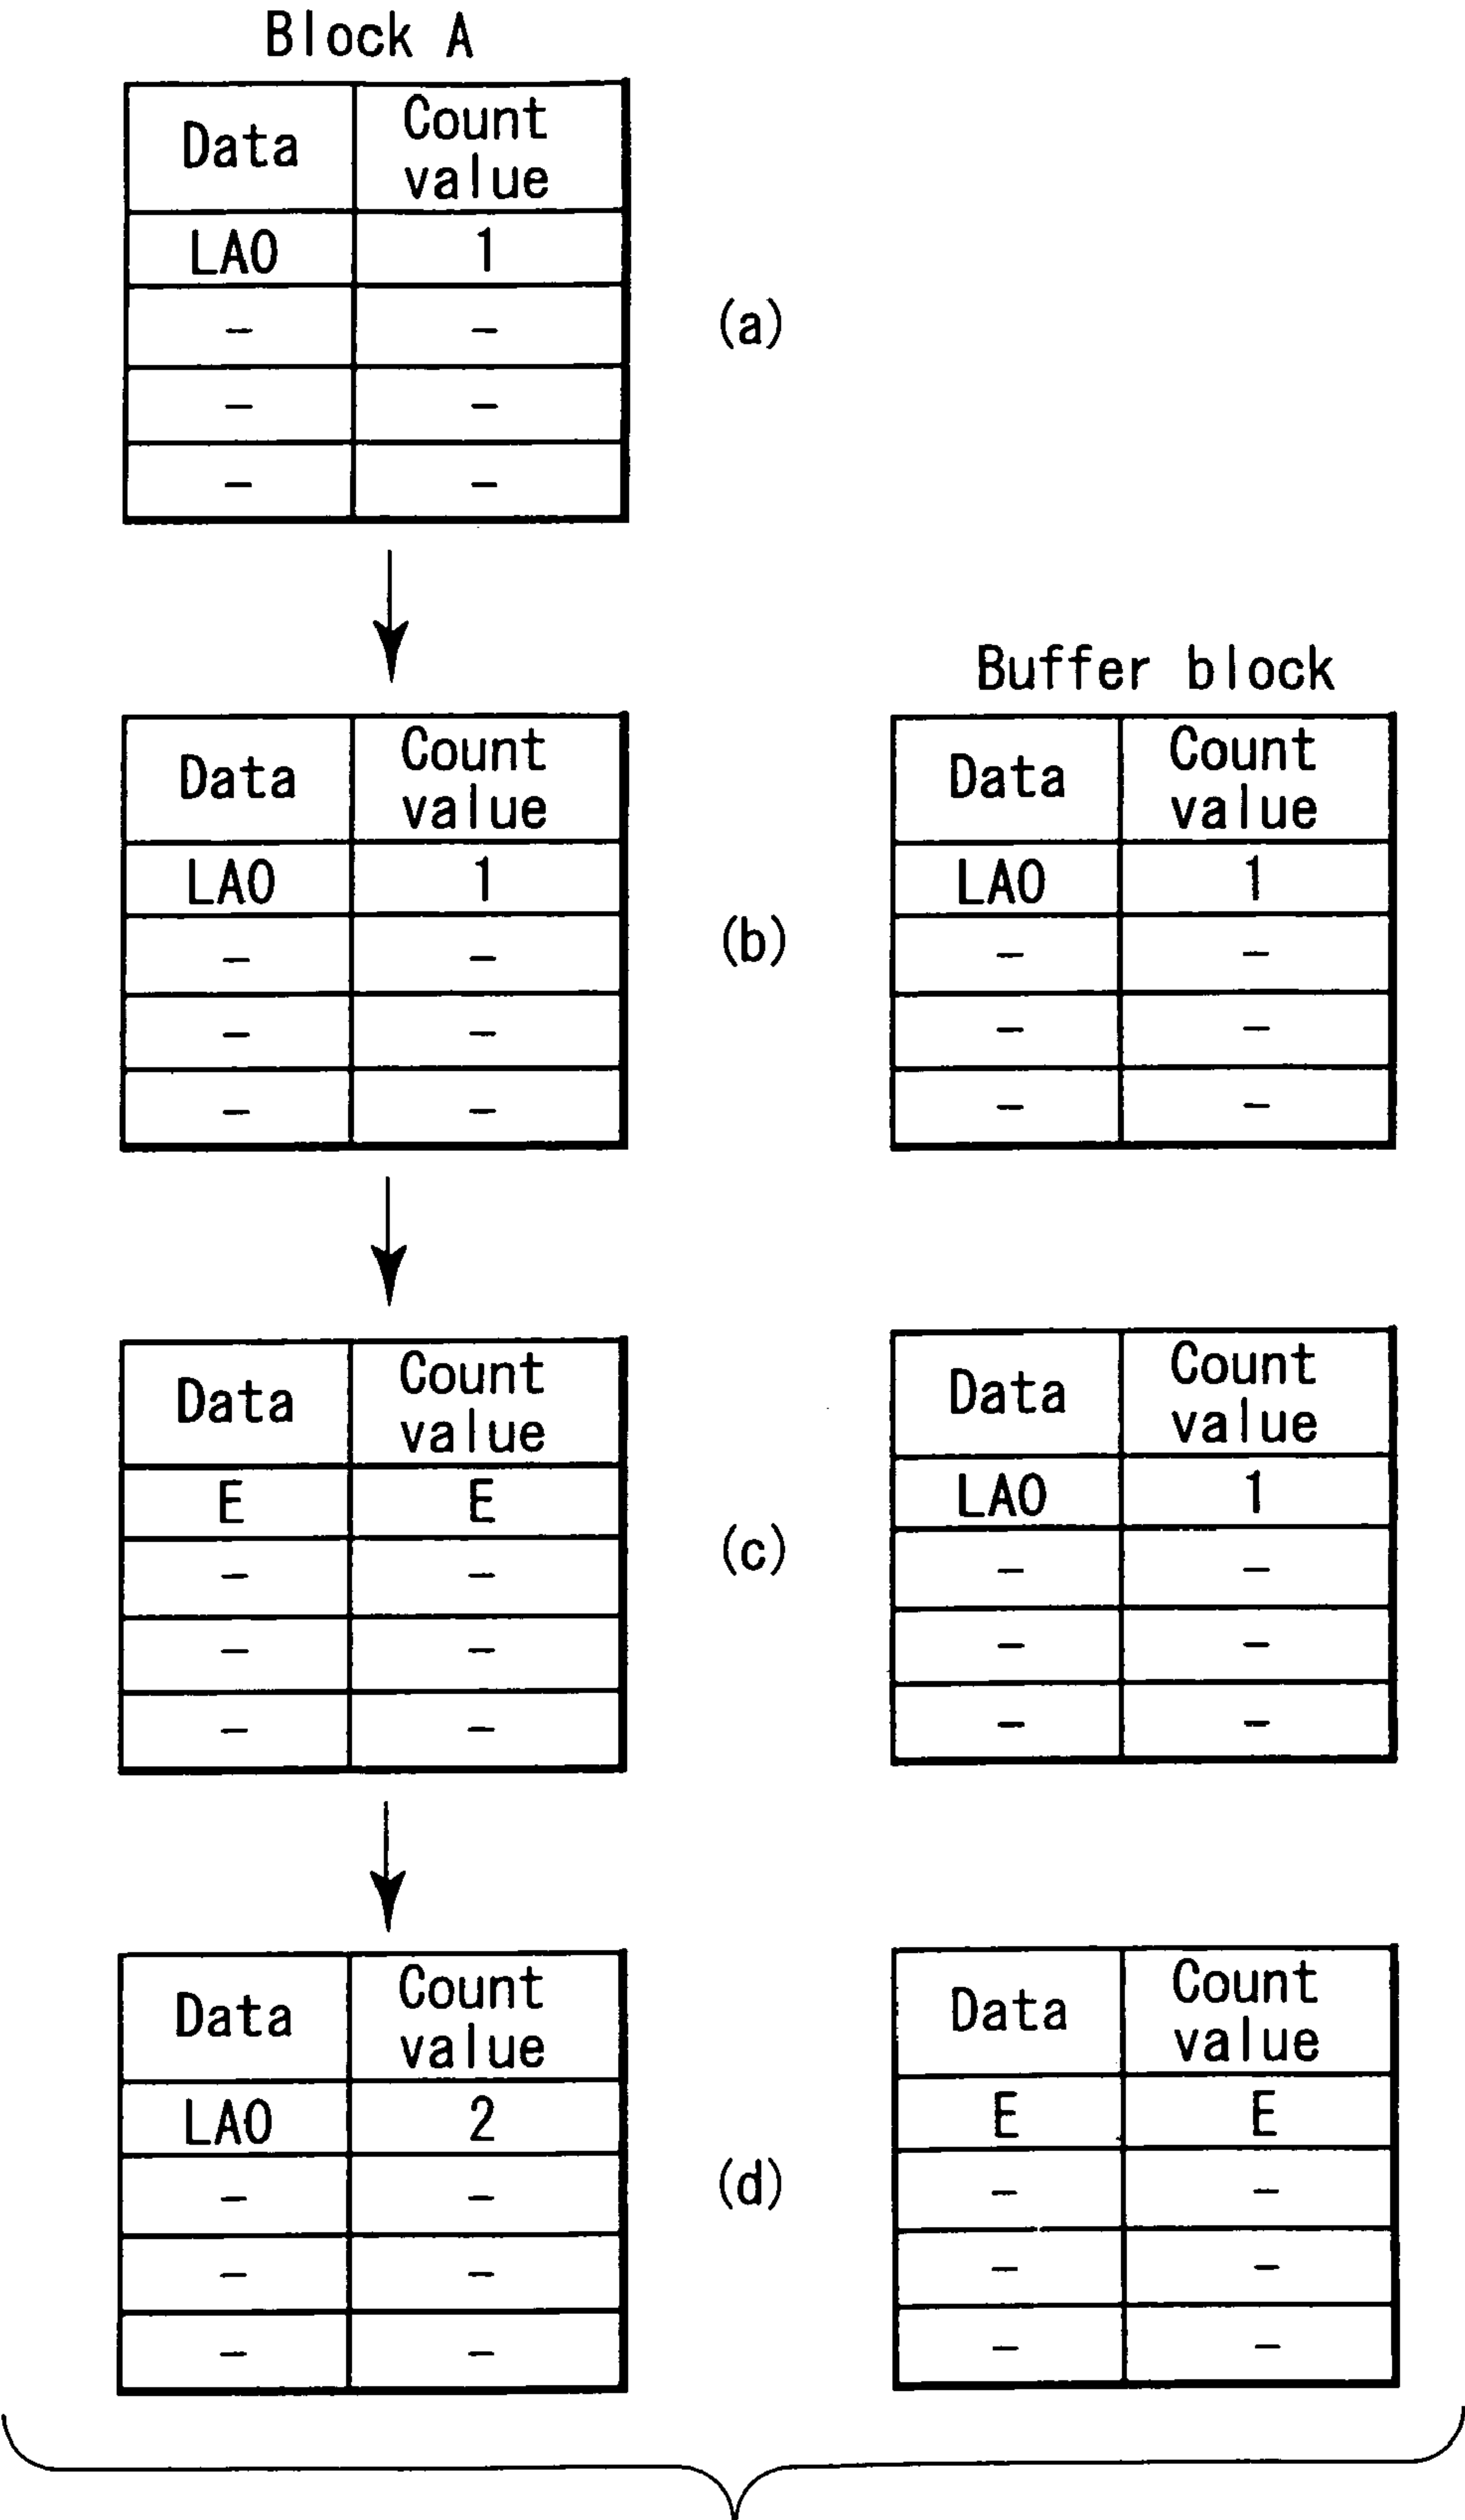 Block A
Data Count value
LA0 1
- -
- -
- -
(a)
Buffer block
Data Count value
LA0 1
- -
- -
- -
(b)
Data Count value
LA0 1
- -
- -
- -
Data Count value
E E
- -
- -
- -
(c)
Data Count value
LA0 1
- -
- -
- -
Data Count value
LA0 2
- -
- -
- -
(d)
Data Count value
E E
- -
- -
- -